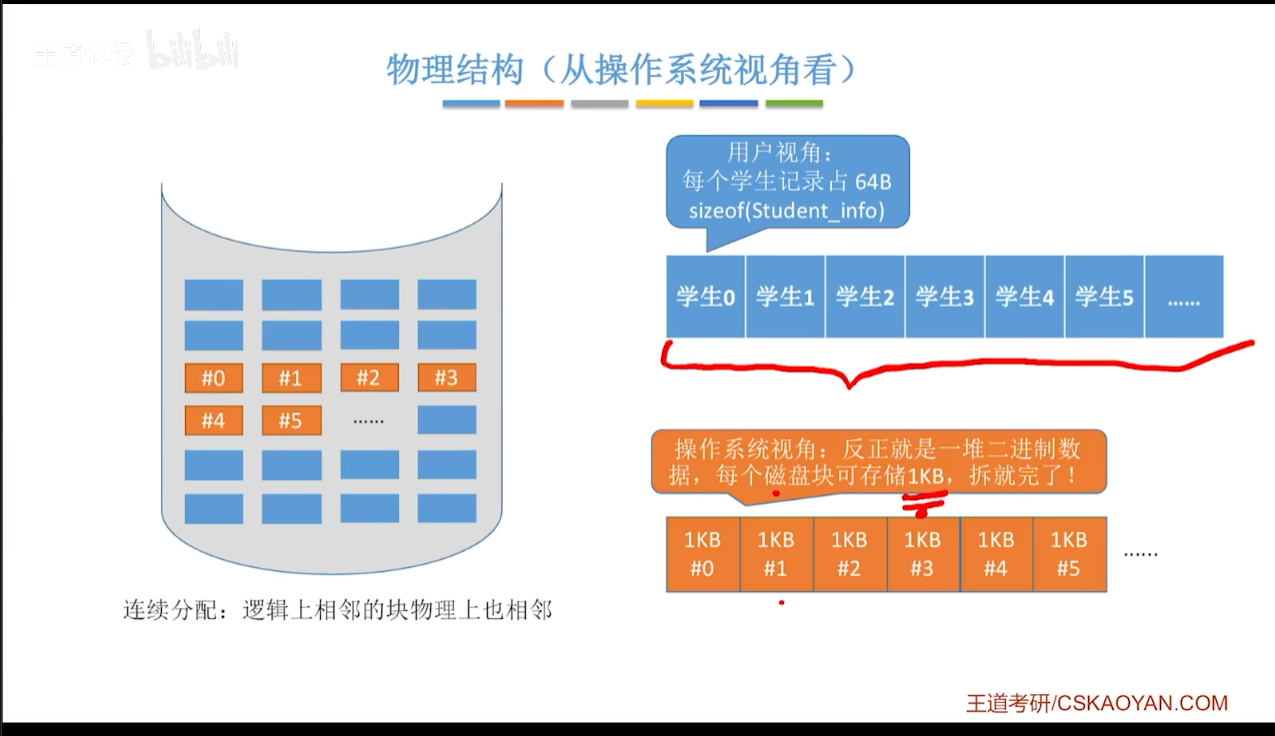 王道论坛 bilibili
物理结构（从操作系统视角看）
用户视角：
每个学生记录占 64B
sizeof(Student_info)
学生0 学生1 学生2 学生3 学生4 学生5 ……
#0 #1 #2 #3
#4 #5 ……
操作系统视角：反正就是一堆二进制数
据，每个磁盘块可存储1KB，拆就完了！
1KB 1KB 1KB 1KB 1KB 1KB
#0 #1 #2 #3 #4 #5 ……
连续分配：逻辑上相邻的块物理上也相邻
王道考研/CSKAOYAN.COM